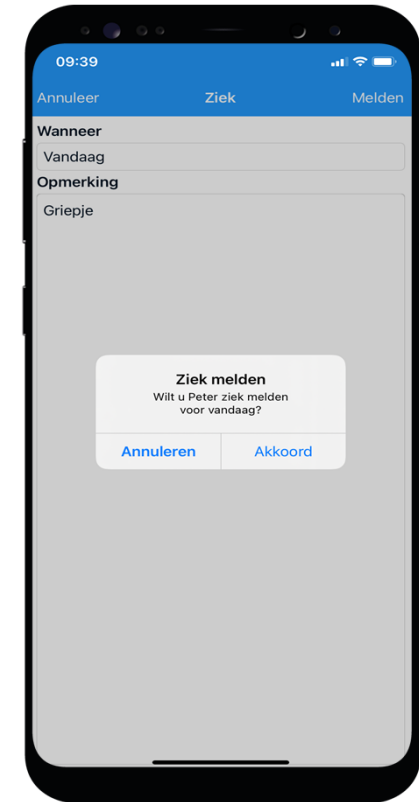 09:39
Annuleer Ziek Melden
Wanneer
Vandaag
Opmerking
Griepje
Ziek melden
Wilt u Peter ziek melden
voor vandaag?
Annuleren Akkoord